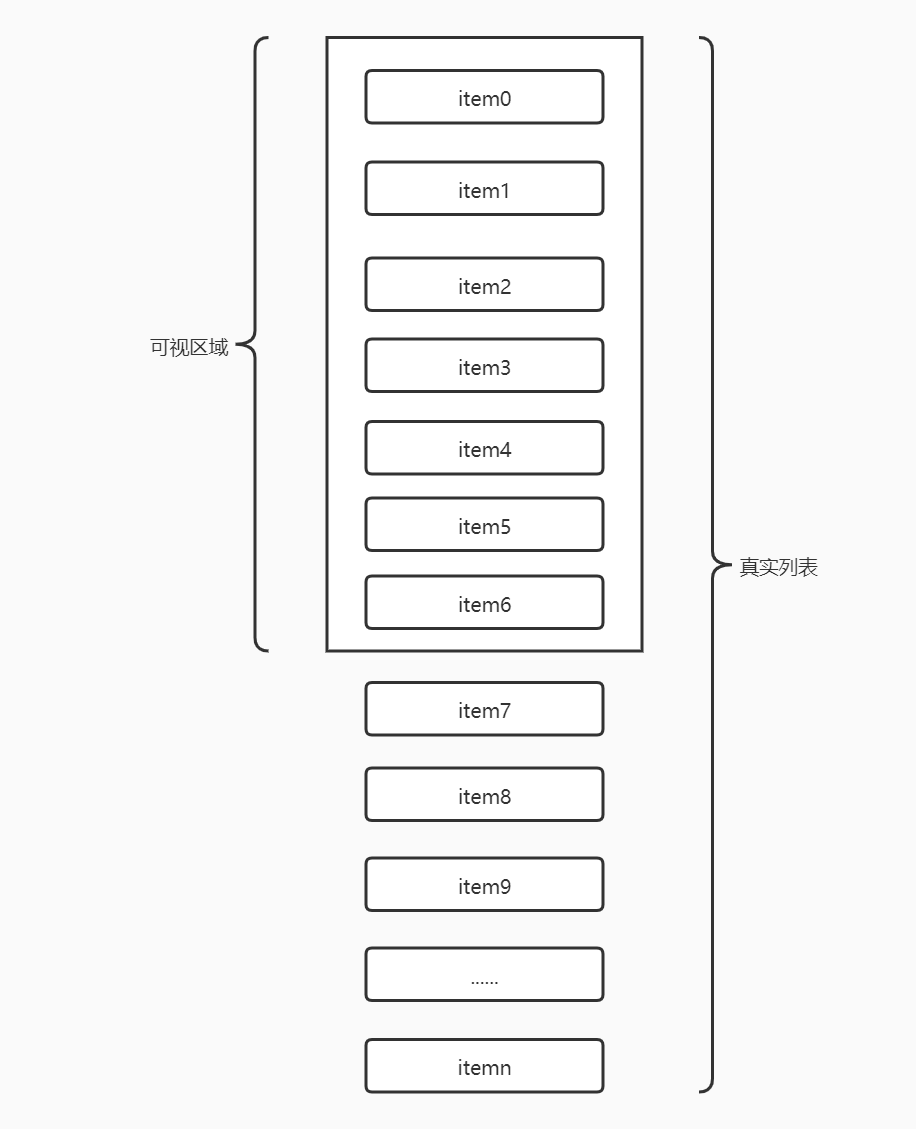 item0
item1
item2
item3
可视区域
item4
item5
真实列表
item6
item7
item8
item9
......
itemn